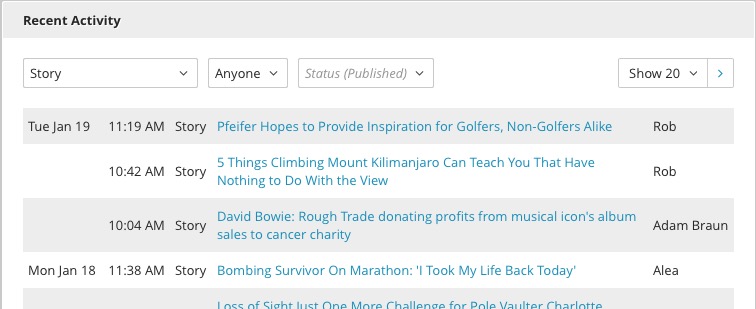 Recent Activity
Story Anyone Status (Published) Show 20
Tue Jan 19 11:19 AM Story Pfeifer Hopes to Provide Inspiration for Golfers, Non-Golfers Alike Rob
10:42 AM Story 5 Things Climbing Mount Kilimanjaro Can Teach You That Have
Nothing to Do With the View Rob
10:04 AM Story David Bowie: Rough Trade donating profits from musical icon's album
sales to cancer charity Adam Braun
Mon Jan 18 11:38 AM Story Bombing Survivor On Marathon: 'I Took My Life Back Today' Alea
Loss of Sight Just One More Challenge for Pole Vaulter Charlotte